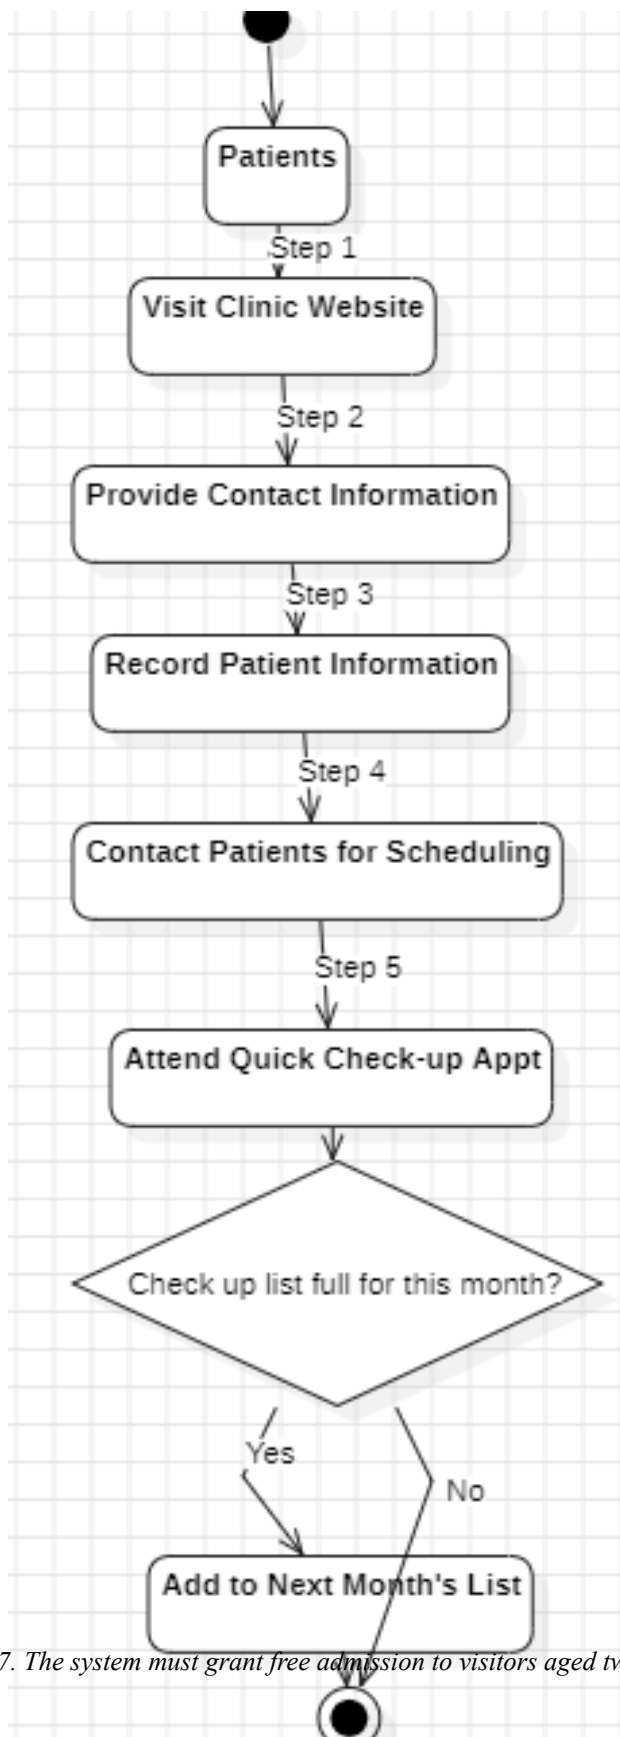 Patients
Step 1
Visit Clinic Website
Step 2
Provide Contact Information
Step 3
Record Patient Information
Step 4
Contact Patients for Scheduling
Step 5
Attend Quick Check-up Appt
Check up list full for this month?
Yes
No
Add to Next Month's List
7. The system must grant free admission to visitors aged